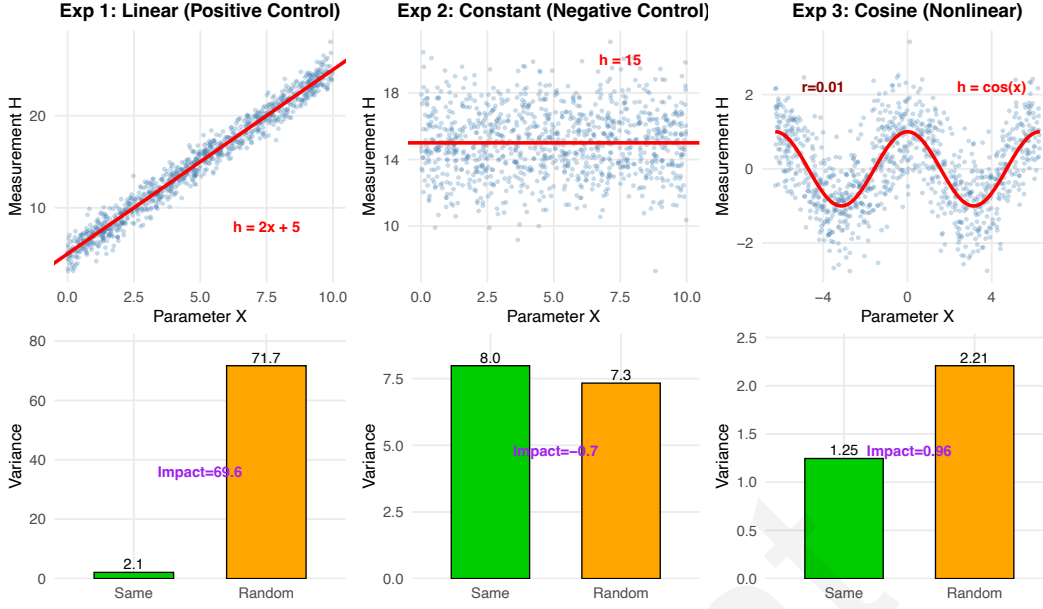 Exp 1: Linear (Positive Control)
Exp 2: Constant (Negative Control)
Exp 3: Cosine (Nonlinear)
Measurement H
20
10
h = 2x + 5
0.0 2.5 5.0 7.5 10.0
Parameter X
Measurement H
18
14
10
h = 15
0.0 2.5 5.0 7.5 10.0
Parameter X
Measurement H
2
0
−2
r=0.01
h = cos(x)
−4 0 4
Parameter X
Variance
80
60
40
20
0
71.7
Impact=69.6
2.1
Same Random
Variance
7.5
5.0
2.5
0.0
8.0
7.3
Impact=−0.7
Same Random
Variance
2.5
2.0
1.5
1.0
0.5
0.0
2.21
1.25
Impact=0.96
Same Random